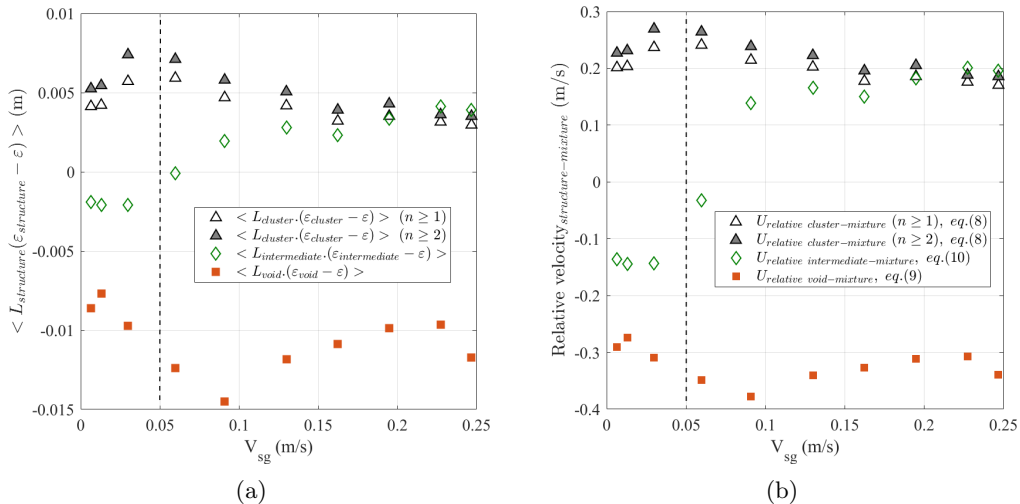 0.01
0.005
0
-0.005
-0.01
-0.015
< L_structure(ε_structure − ε) > (m)
< L_cluster.(ε_cluster − ε) > (n ≥ 1)
< L_cluster.(ε_cluster − ε) > (n ≥ 2)
< L_intermediate.(ε_intermediate − ε) >
< L_void.(ε_void − ε) >
0 0.05 0.1 0.15 0.2 0.25
V_sg (m/s)
(a)
0.3
0.2
0.1
0
-0.1
-0.2
-0.3
-0.4
Relative velocity_structure−mixture (m/s)
U_relative cluster−mixture (n ≥ 1), eq.(8)
U_relative cluster−mixture (n ≥ 2), eq.(8)
U_relative intermediate−mixture, eq.(10)
U_relative void−mixture, eq.(9)
0 0.05 0.1 0.15 0.2 0.25
V_sg (m/s)
(b)